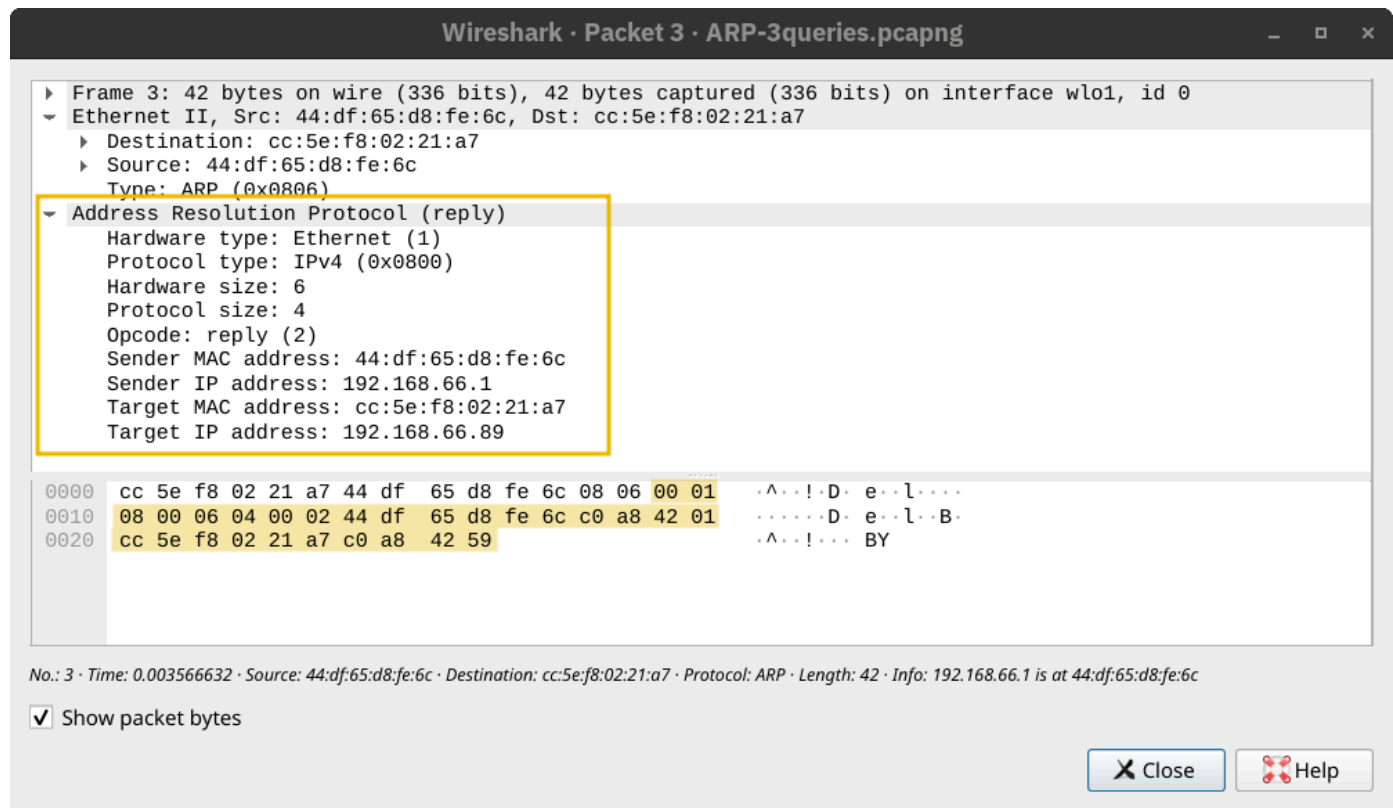 Wireshark · Packet 3 · ARP-3queries.pcapng
Frame 3: 42 bytes on wire (336 bits), 42 bytes captured (336 bits) on interface wlo1, id 0
Ethernet II, Src: 44:df:65:d8:fe:6c, Dst: cc:5e:f8:02:21:a7
Destination: cc:5e:f8:02:21:a7
Source: 44:df:65:d8:fe:6c
Type: ARP (0x0806)
Address Resolution Protocol (reply)
Hardware type: Ethernet (1)
Protocol type: IPv4 (0x0800)
Hardware size: 6
Protocol size: 4
Opcode: reply (2)
Sender MAC address: 44:df:65:d8:fe:6c
Sender IP address: 192.168.66.1
Target MAC address: cc:5e:f8:02:21:a7
Target IP address: 192.168.66.89
0000 cc 5e f8 02 21 a7 44 df 65 d8 fe 6c 08 06 00 01 ·^··!·D· e··l····
0010 08 00 06 04 00 02 44 df 65 d8 fe 6c c0 a8 42 01 ······D· e··l··B·
0020 cc 5e f8 02 21 a7 c0 a8 42 59 ·^··!··· BY
No.: 3 · Time: 0.003566632 · Source: 44:df:65:d8:fe:6c · Destination: cc:5e:f8:02:21:a7 · Protocol: ARP · Length: 42 · Info: 192.168.66.1 is at 44:df:65:d8:fe:6c
Show packet bytes
Close
Help